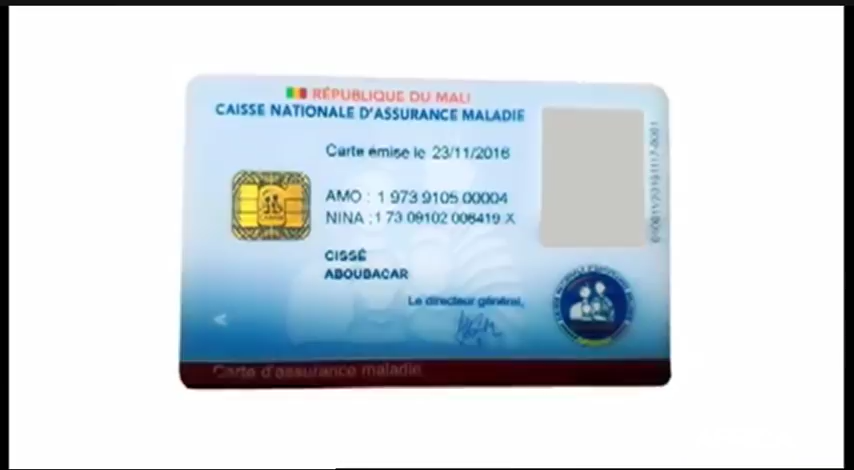 RÉPUBLIQUE DU MALI
CAISSE NATIONALE D'ASSURANCE MALADIE
Carte émise le 23/11/2016
AMO : 1 973 9105 00004
NINA : 1 73 09102 006419 X
CISSÉ
ABOUBACAR
Le directeur général,
Carte d'assurance maladie